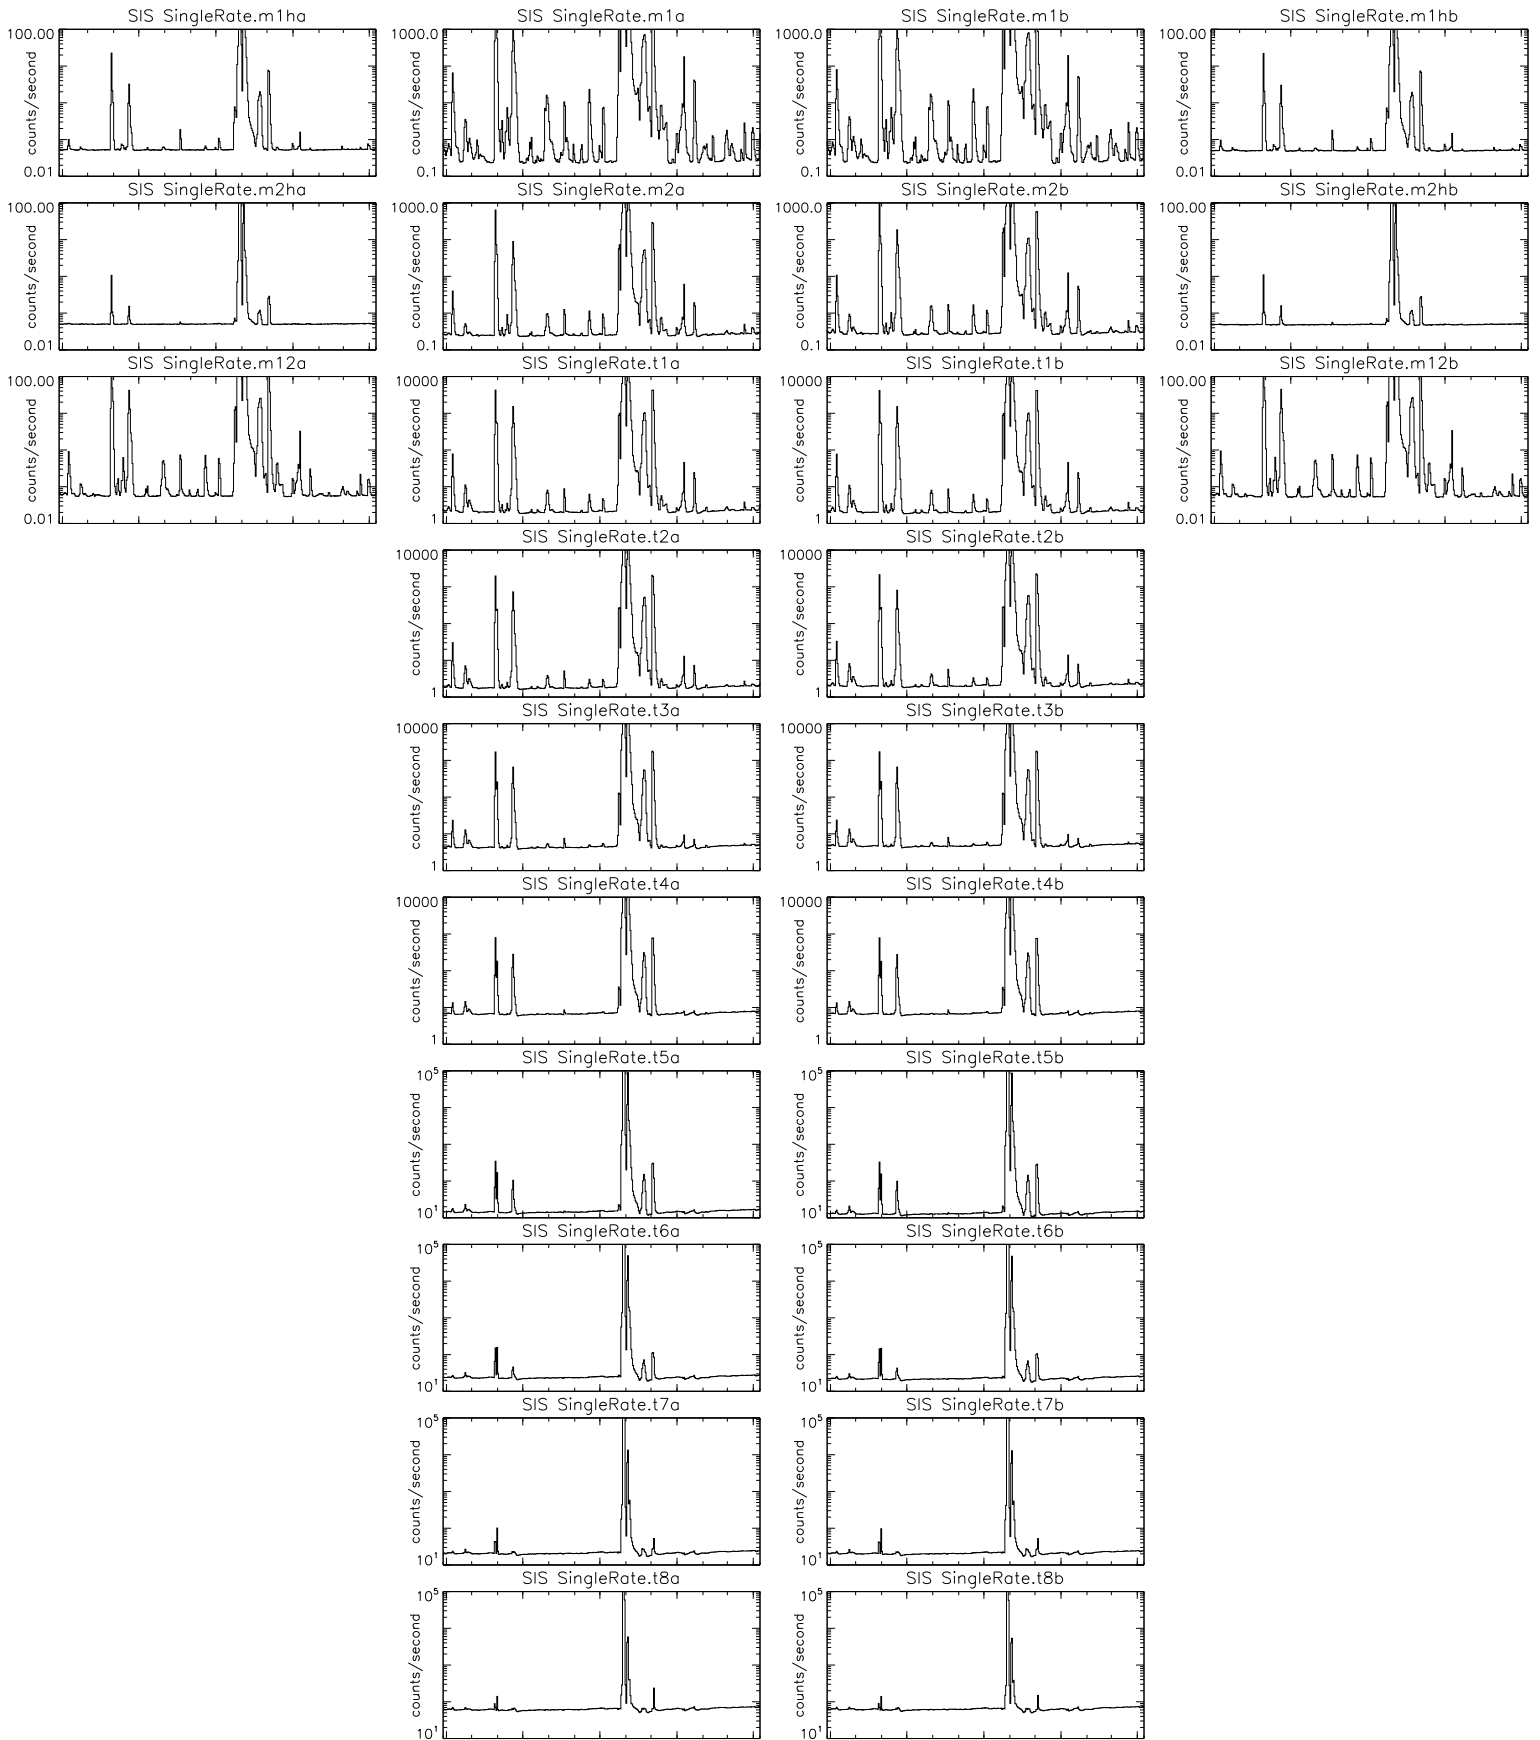 SIS SingleRate.m1ha SIS SingleRate.m1a SIS SingleRate.m1b SIS SingleRate.m1hb
100.00 1000.0 1000.0 100.00
counts/second counts/second counts/second counts/second
0.01 0.1 0.1 0.01
SIS SingleRate.m2ha SIS SingleRate.m2a SIS SingleRate.m2b SIS SingleRate.m2hb
100.00 1000.0 1000.0 100.00
counts/second counts/second counts/second counts/second
0.01 0.1 0.1 0.01
SIS SingleRate.m12a SIS SingleRate.t1a SIS SingleRate.t1b SIS SingleRate.m12b
100.00 10000 10000 100.00
counts/second counts/second counts/second counts/second
0.01 1 1 0.01
SIS SingleRate.t2a SIS SingleRate.t2b
10000 10000
counts/second counts/second
1 1
SIS SingleRate.t3a SIS SingleRate.t3b
10000 10000
counts/second counts/second
1 1
SIS SingleRate.t4a SIS SingleRate.t4b
10000 10000
counts/second counts/second
1 1
SIS SingleRate.t5a SIS SingleRate.t5b
10⁵ 10⁵
counts/second counts/second
10¹ 10¹
SIS SingleRate.t6a SIS SingleRate.t6b
10⁵ 10⁵
counts/second counts/second
10¹ 10¹
SIS SingleRate.t7a SIS SingleRate.t7b
10⁵ 10⁵
counts/second counts/second
10¹ 10¹
SIS SingleRate.t8a SIS SingleRate.t8b
10⁵ 10⁵
counts/second counts/second
10¹ 10¹